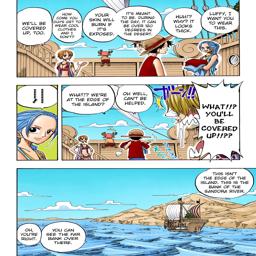 LUFFY, I
WANT YOU
TO WEAR
THIS.
HUH!?
WHY? IT
LOOKS
THICK.
IT'S MEANT
TO BE. DURING
THE DAY, IT CAN
BE OVER 50
DEGREES IN
THE DESERT.
YOUR SKIN
WILL BURN IF
IT'S
EXPOSED.
HOW COME
YOU GUYS
GET TO WEAR
COOL
CLOTHES
AND I
DON'T?
WE'LL BE
COVERED
UP, TOO.
WHAT!!?
YOU'LL
BE
COVERED
UP!!??
OH WELL,
CAN'T BE
HELPED.
WHAT!? WE'RE
AT THE EDGE OF
THE ISLAND?
!!
THIS ISN'T THE
EDGE OF THE
ISLAND. THIS IS THE
BANK OF THE
SANDORA RIVER.
YOU CAN
SEE THE FAR
BANK OVER
THERE.
OH,
YOU'RE
RIGHT.